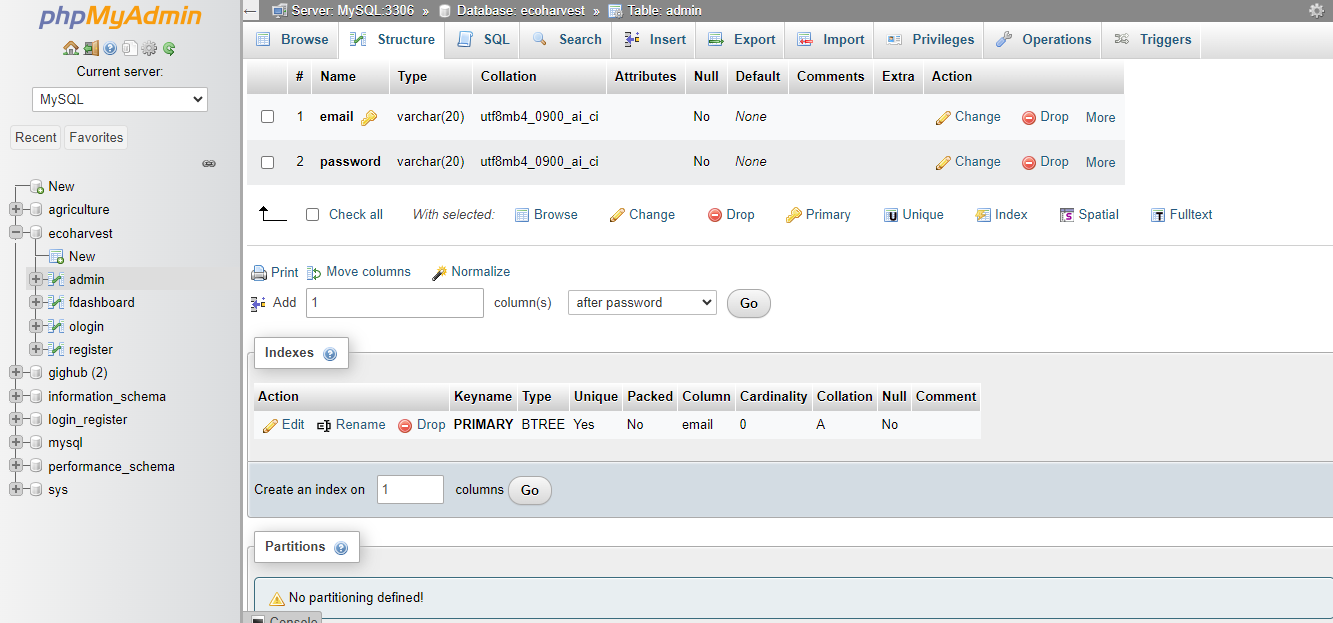 phpMyAdmin
Current server:
MySQL
Recent Favorites
New
agriculture
ecoharvest
New
admin
fdashboard
ologin
register
gighub (2)
information_schema
login_register
mysql
performance_schema
sys
Server: MySQL:3306 » Database: ecoharvest » Table: admin
Browse Structure SQL Search Insert Export Import Privileges Operations Triggers
# Name Type Collation Attributes Null Default Comments Extra Action
1 email varchar(20) utf8mb4_0900_ai_ci No None Change Drop More
2 password varchar(20) utf8mb4_0900_ai_ci No None Change Drop More
Check all With selected: Browse Change Drop Primary Unique Index Spatial Fulltext
Print Move columns Normalize
Add 1 column(s) after password Go
Indexes
Action Keyname Type Unique Packed Column Cardinality Collation Null Comment
Edit Rename Drop PRIMARY BTREE Yes No email 0 A No
Create an index on 1 columns Go
Partitions
No partitioning defined!
Console